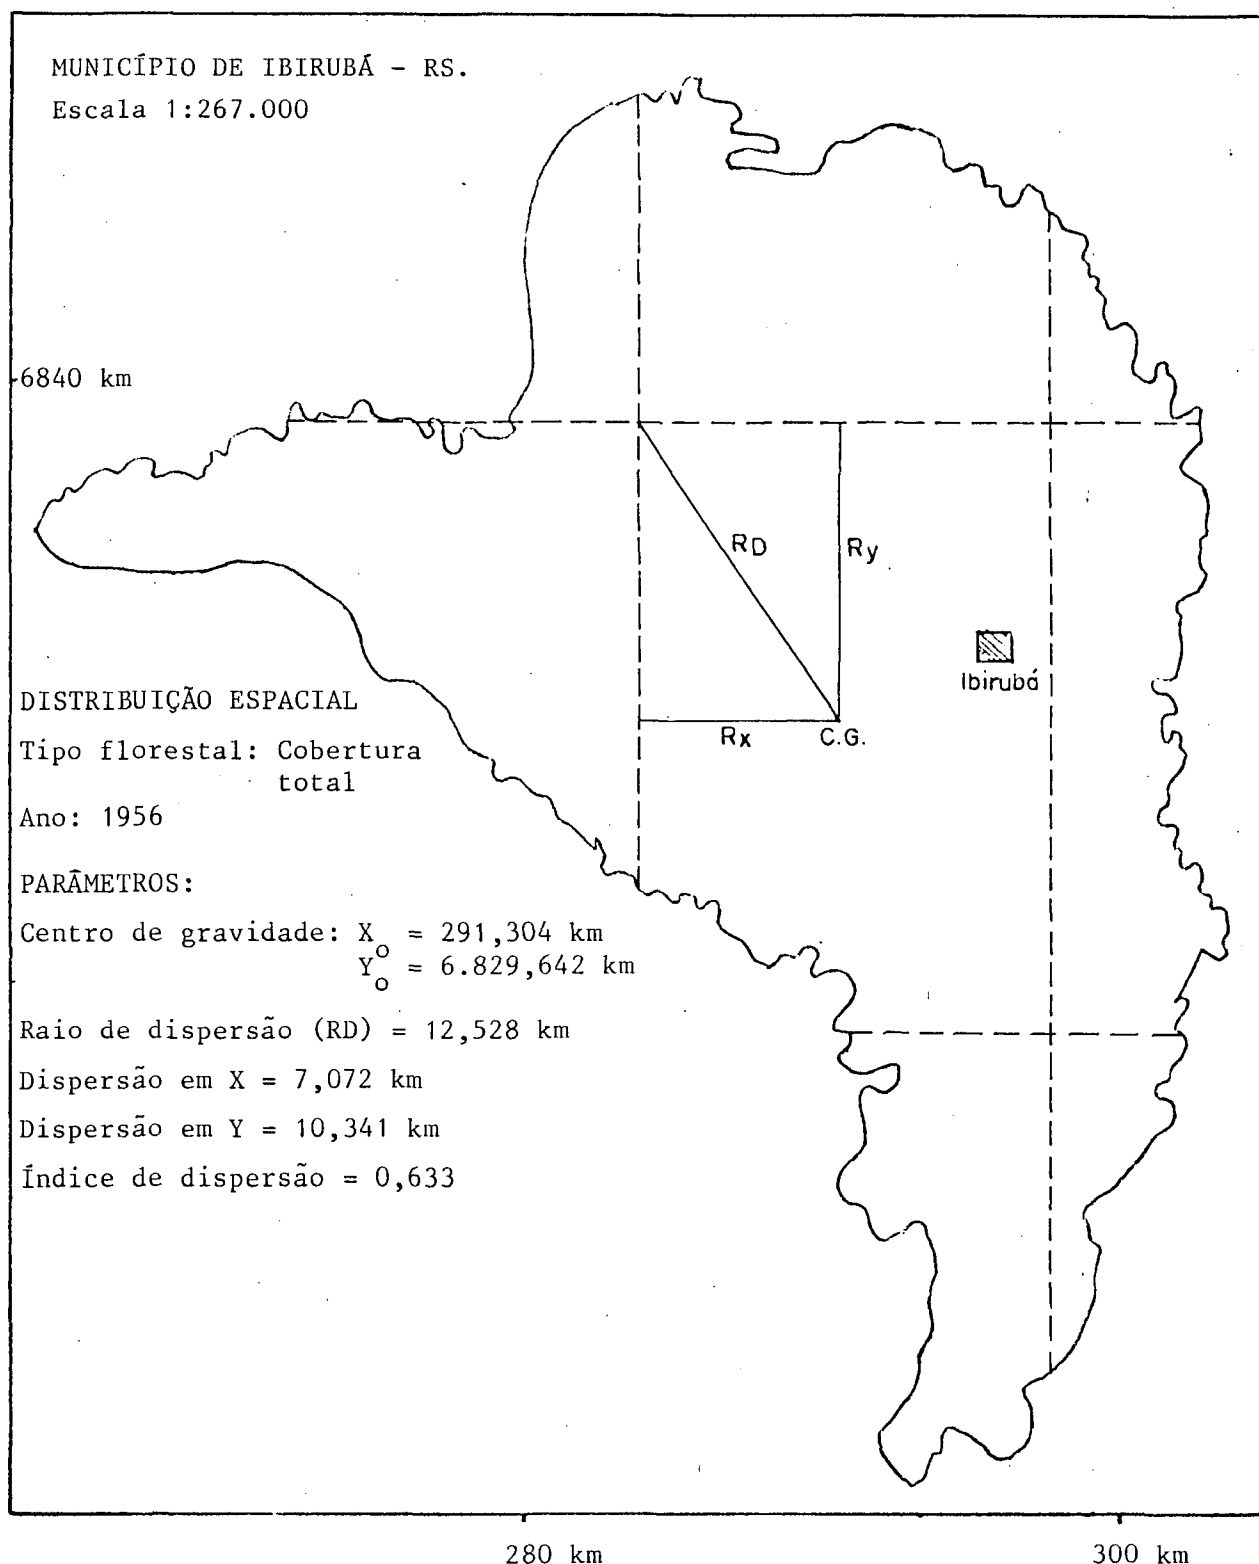 MUNICÍPIO DE IBIRUBÁ - RS.
Escala 1:267.000
6840 km
RD
Ry
Ibirubá
Rx
C.G.
DISTRIBUIÇÃO ESPACIAL
Tipo florestal: Cobertura
total
Ano: 1956
PARÂMETROS:
Centro de gravidade: Xo = 291,304 km
Yo = 6.829,642 km
Raio de dispersão (RD) = 12,528 km
Dispersão em X = 7,072 km
Dispersão em Y = 10,341 km
Índice de dispersão = 0,633
280 km
300 km